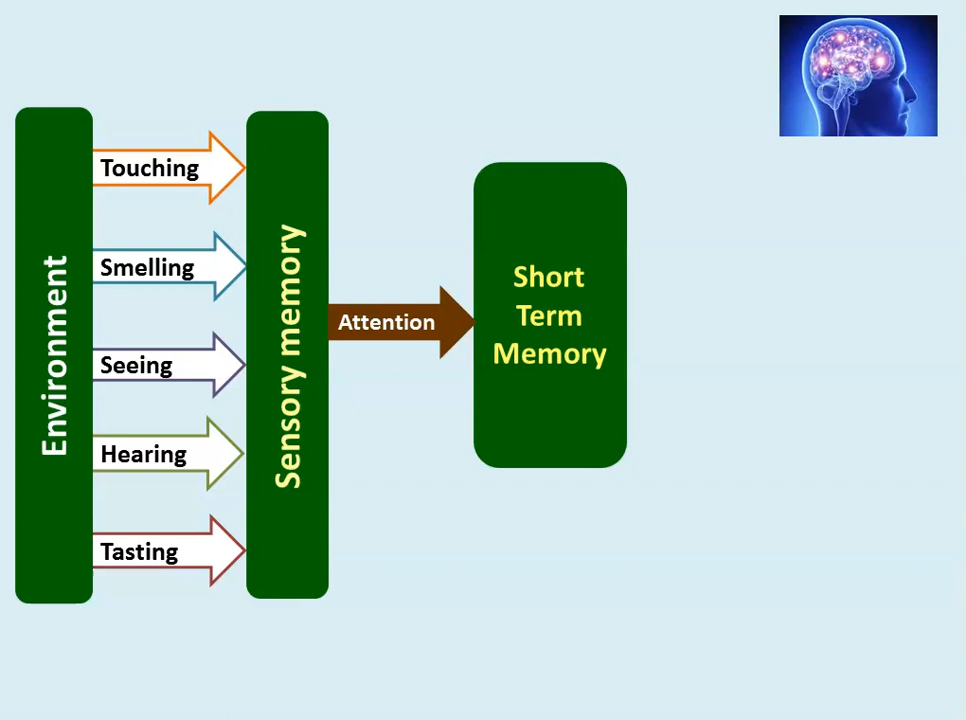 Environment
Touching
Smelling
Seeing
Hearing
Tasting
Sensory memory
Attention
Short
Term
Memory